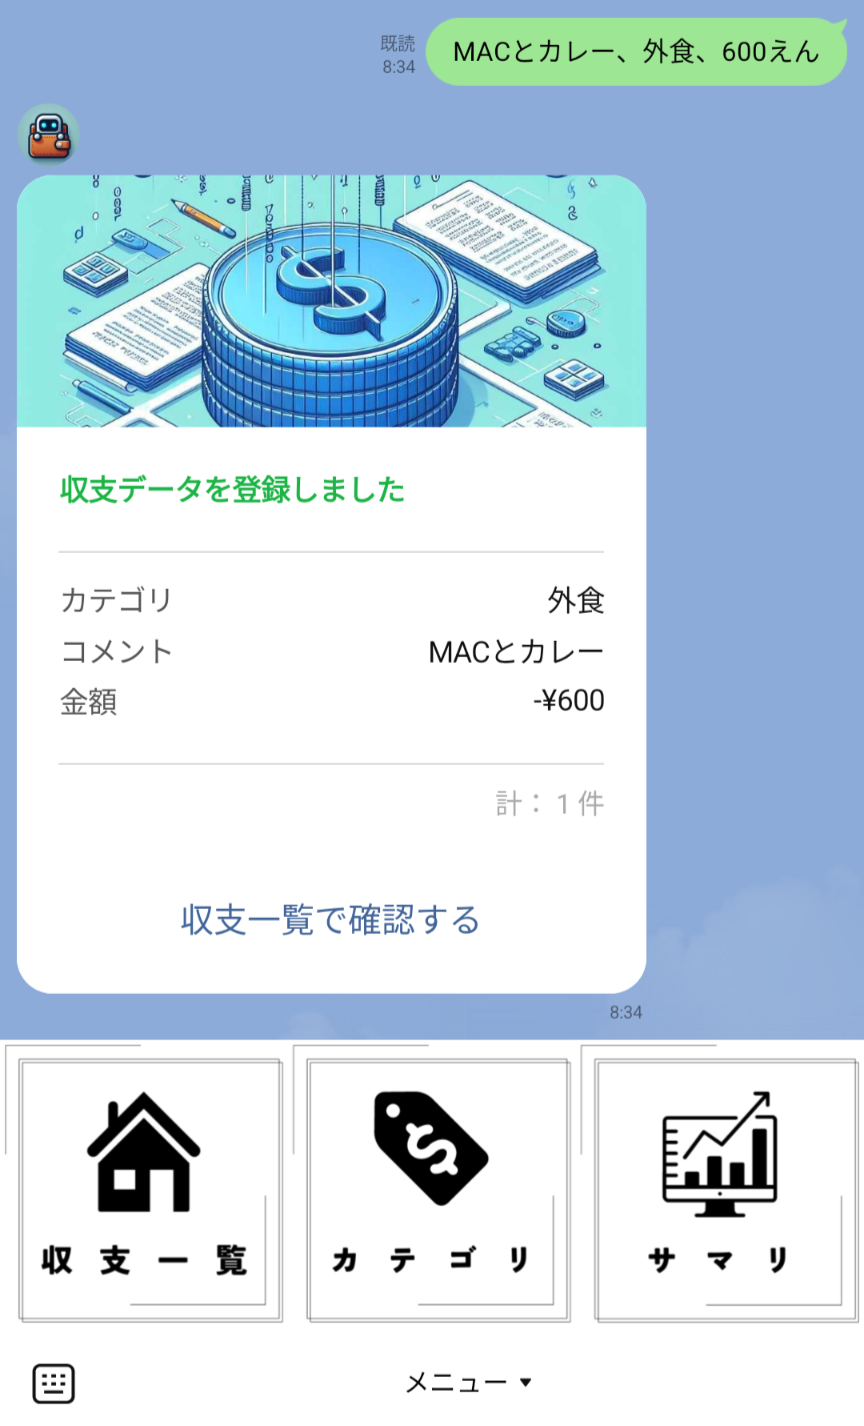 既読
8:34
MACとカレー、外食、600えん
収支データを登録しました
カテゴリ 外食
コメント MACとカレー
金額 -¥600
計： 1 件
収支一覧で確認する
8:34
収支一覧 カテゴリ サマリ
メニュー ▼